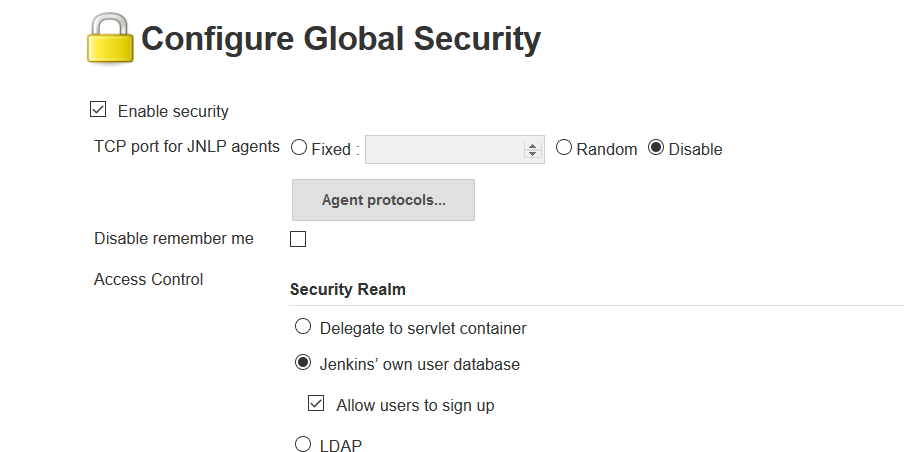 Configure Global Security
Enable security
TCP port for JNLP agents Fixed : Random Disable
Agent protocols...
Disable remember me
Access Control
Security Realm
Delegate to servlet container
Jenkins’ own user database
Allow users to sign up
LDAP